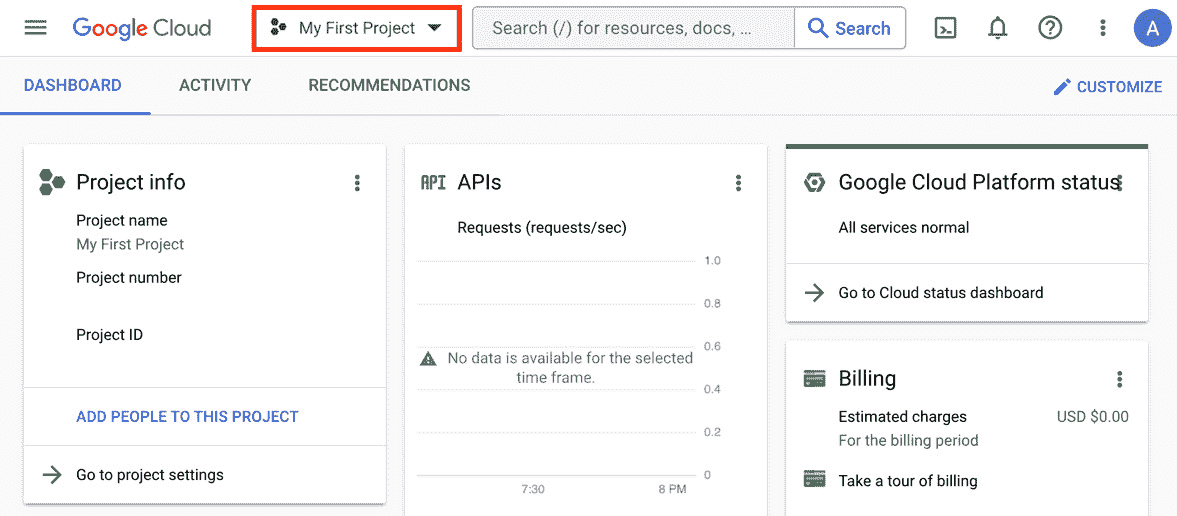 Google Cloud
My First Project
Search (/) for resources, docs, ...
Search
A
DASHBOARD
ACTIVITY
RECOMMENDATIONS
CUSTOMIZE
Project info
Project name
My First Project
Project number
Project ID
ADD PEOPLE TO THIS PROJECT
Go to project settings
API
APIs
Requests (requests/sec)
1.0
0.8
0.6
No data is available for the selected
time frame.
0.4
0.2
0
7:30
8 PM
Google Cloud Platform status
All services normal
Go to Cloud status dashboard
Billing
Estimated charges
USD $0.00
For the billing period
Take a tour of billing